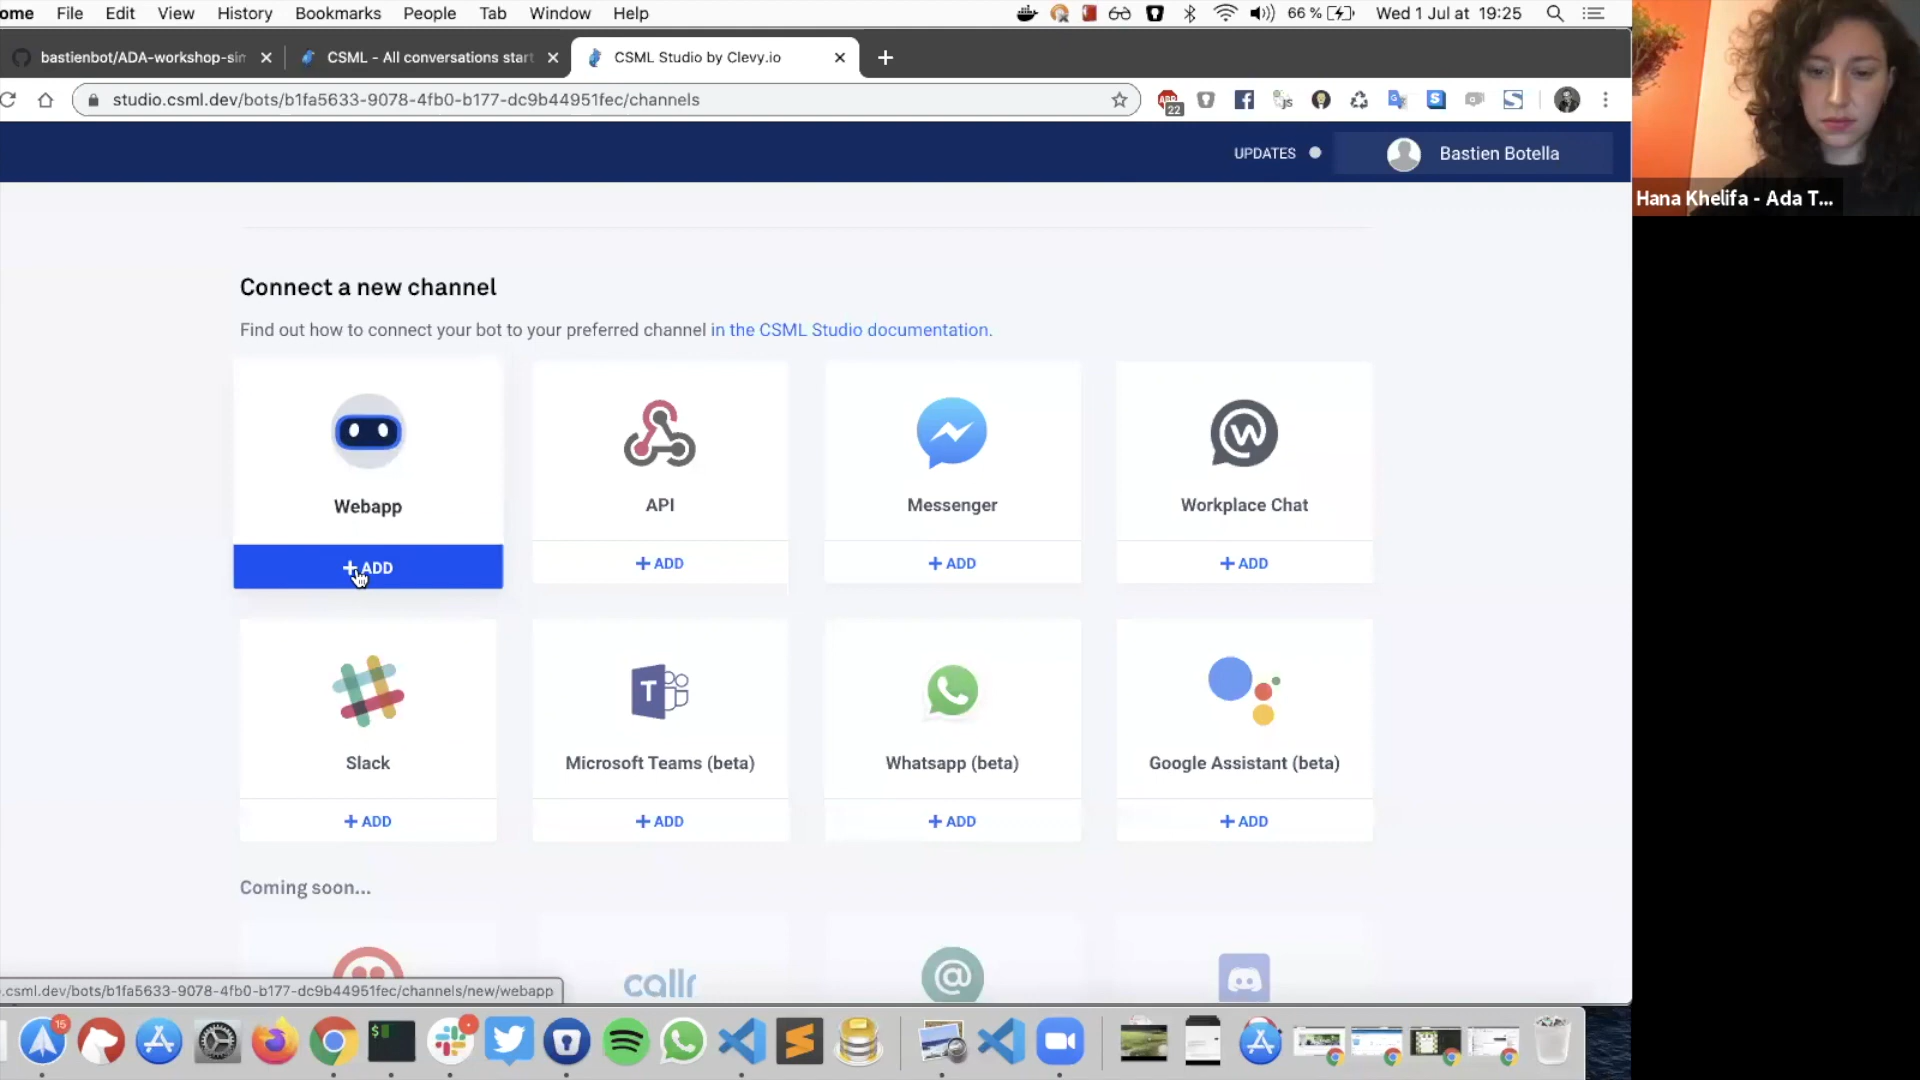 ome File Edit View History Bookmarks People Tab Window Help 66 % Wed 1 Jul at 19:25
bastienbot/ADA-workshop-sim CSML - All conversations start CSML Studio by Clevy.io
studio.csml.dev/bots/b1fa5633-9078-4fb0-b177-dc9b44951fec/channels
22
UPDATES Bastien Botella
Hana Khelifa - Ada T...
Connect a new channel
Find out how to connect your bot to your preferred channel in the CSML Studio documentation.
Webapp API Messenger Workplace Chat
+ ADD + ADD + ADD + ADD
Slack Microsoft Teams (beta) Whatsapp (beta) Google Assistant (beta)
+ ADD + ADD + ADD + ADD
Coming soon...
callr
.csml.dev/bots/b1fa5633-9078-4fb0-b177-dc9b44951fec/channels/new/webapp
15